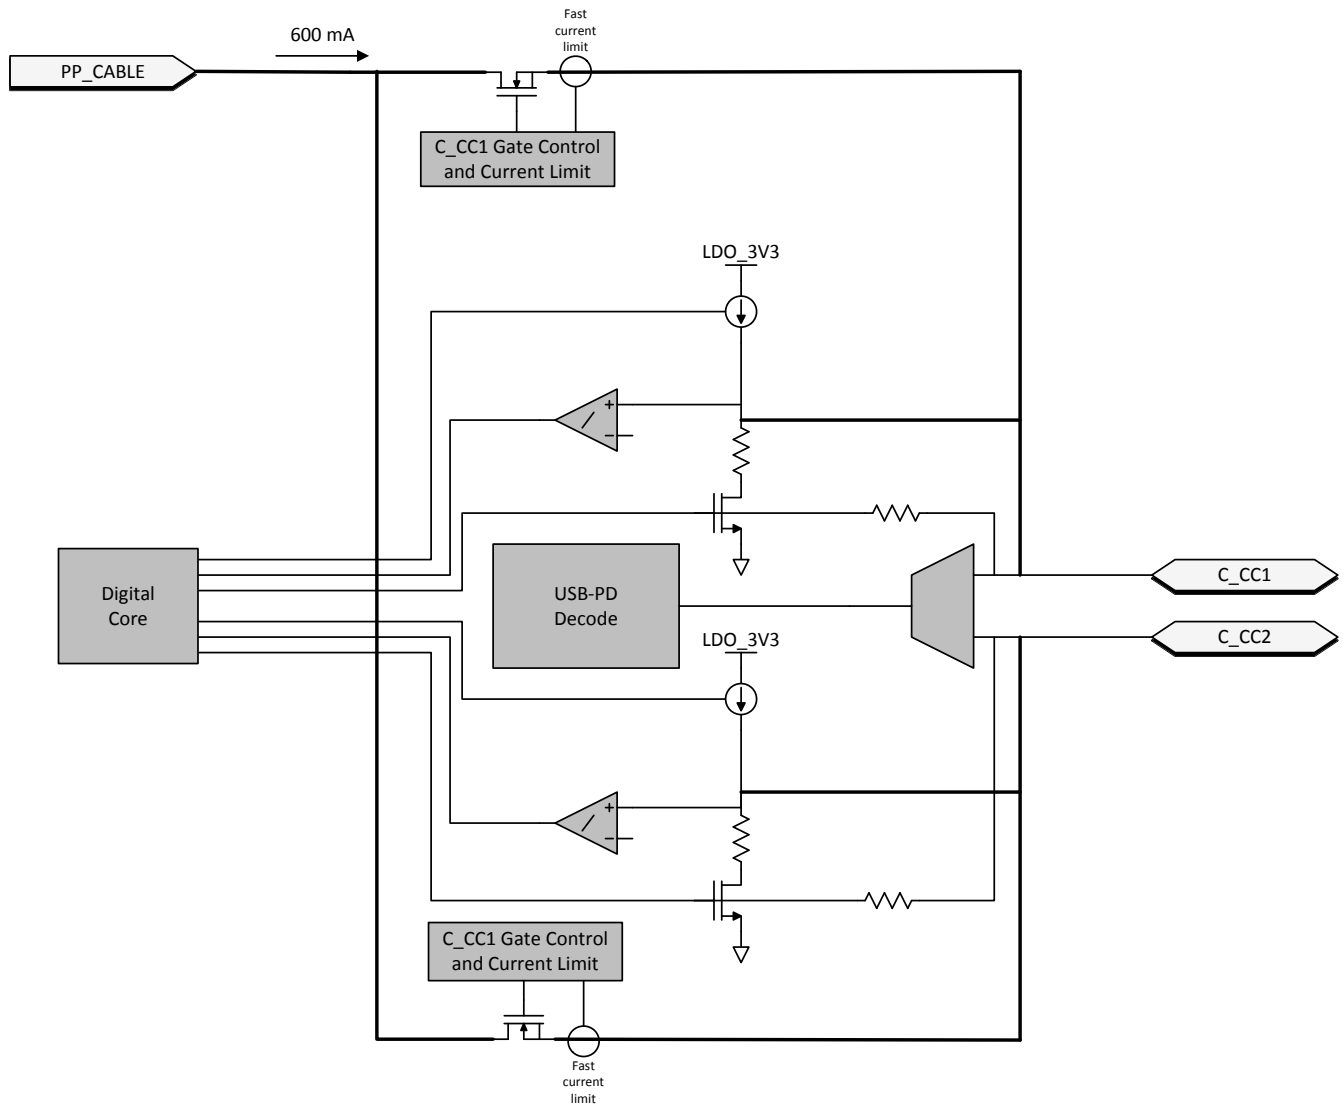 600 mA
Fast
current
limit
PP_CABLE
C_CC1 Gate Control
and Current Limit
LDO_3V3
+
−
Digital
Core
USB-PD
Decode
C_CC1
C_CC2
LDO_3V3
+
−
C_CC1 Gate Control
and Current Limit
Fast
current
limit